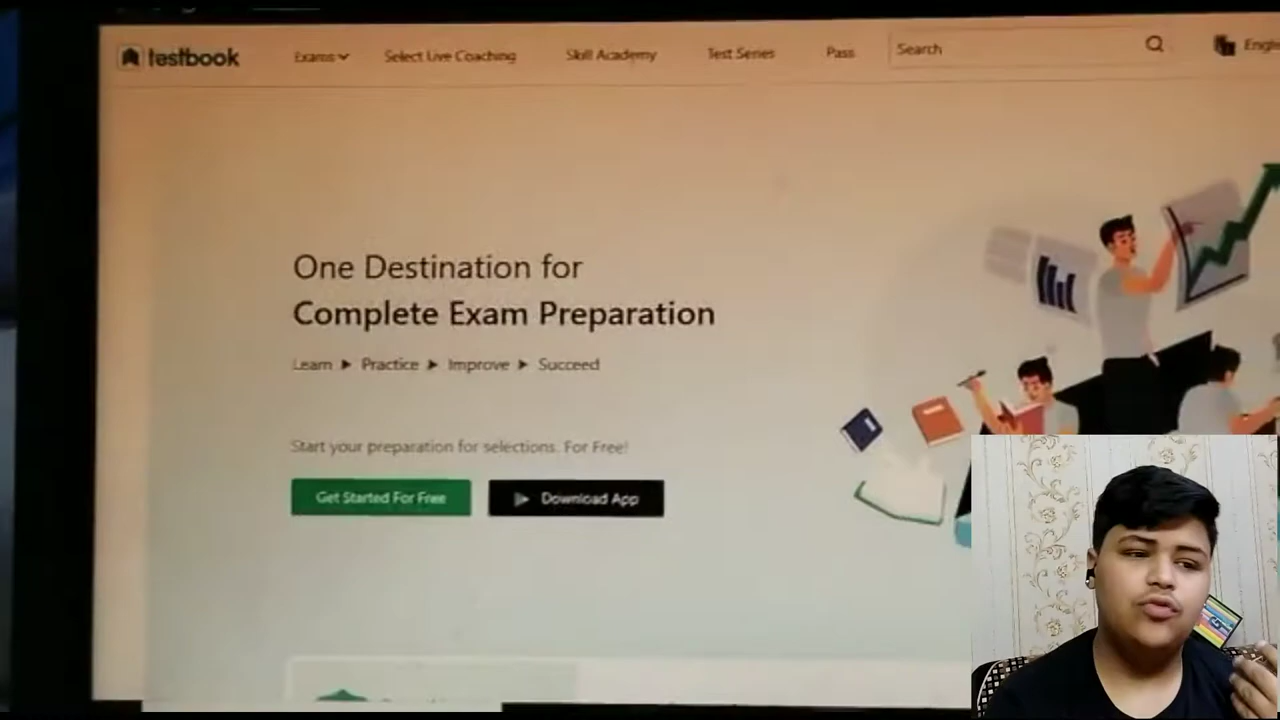 testbook
Exams
Select Live Coaching
Skill Academy
Test Series
Pass
Search
One Destination for
Complete Exam Preparation
Learn ▶ Practice ▶ Improve ▶ Succeed
Start your preparation for selections. For Free!
Get Started For Free
Download App